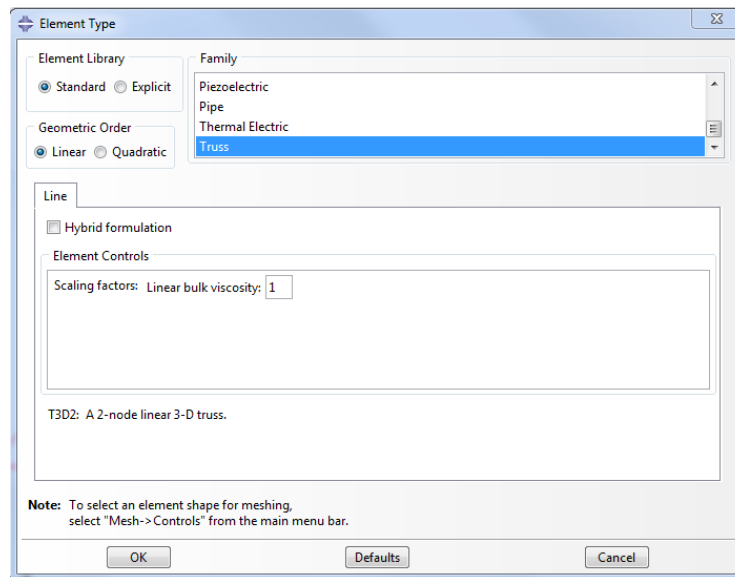 Element Type
Element Library
Standard Explicit
Geometric Order
Linear Quadratic
Family
Piezoelectric
Pipe
Thermal Electric
Truss
Line
Hybrid formulation
Element Controls
Scaling factors: Linear bulk viscosity: 1
T3D2: A 2-node linear 3-D truss.
Note: To select an element shape for meshing,
select "Mesh->Controls" from the main menu bar.
OK Defaults Cancel